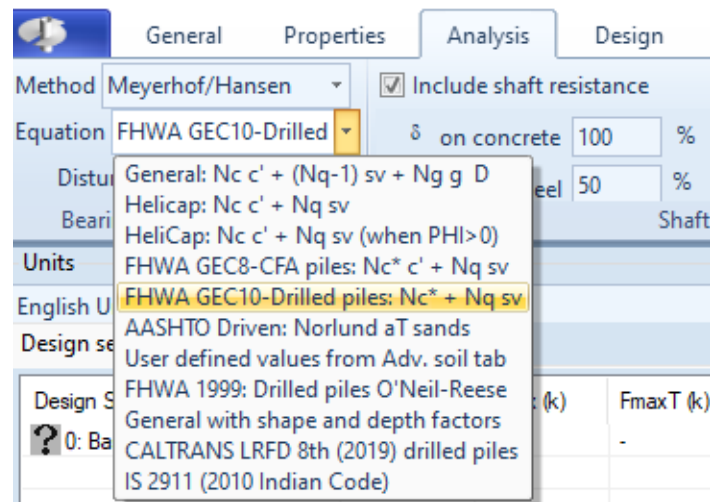 General Properties Analysis Design
Method Meyerhof/Hansen Include shaft resistance
Equation FHWA GEC10-Drilled δ on concrete 100 %
General: Nc c' + (Nq-1) sv + Ng g D
50 %
Helicap: Nc c' + Nq sv
Shaft
HeliCap: Nc c' + Nq sv (when PHI>0)
Units
FHWA GEC8-CFA piles: Nc* c' + Nq sv
FHWA GEC10-Drilled piles: Nc* + Nq sv
English U
AASHTO Driven: Norlund aT sands
Design se
User defined values from Adv. soil tab
FHWA 1999: Drilled piles O'Neil-Reese
Design S (k) FmaxT (k)
General with shape and depth factors
0: Ba -
CALTRANS LRFD 8th (2019) drilled piles
IS 2911 (2010 Indian Code)